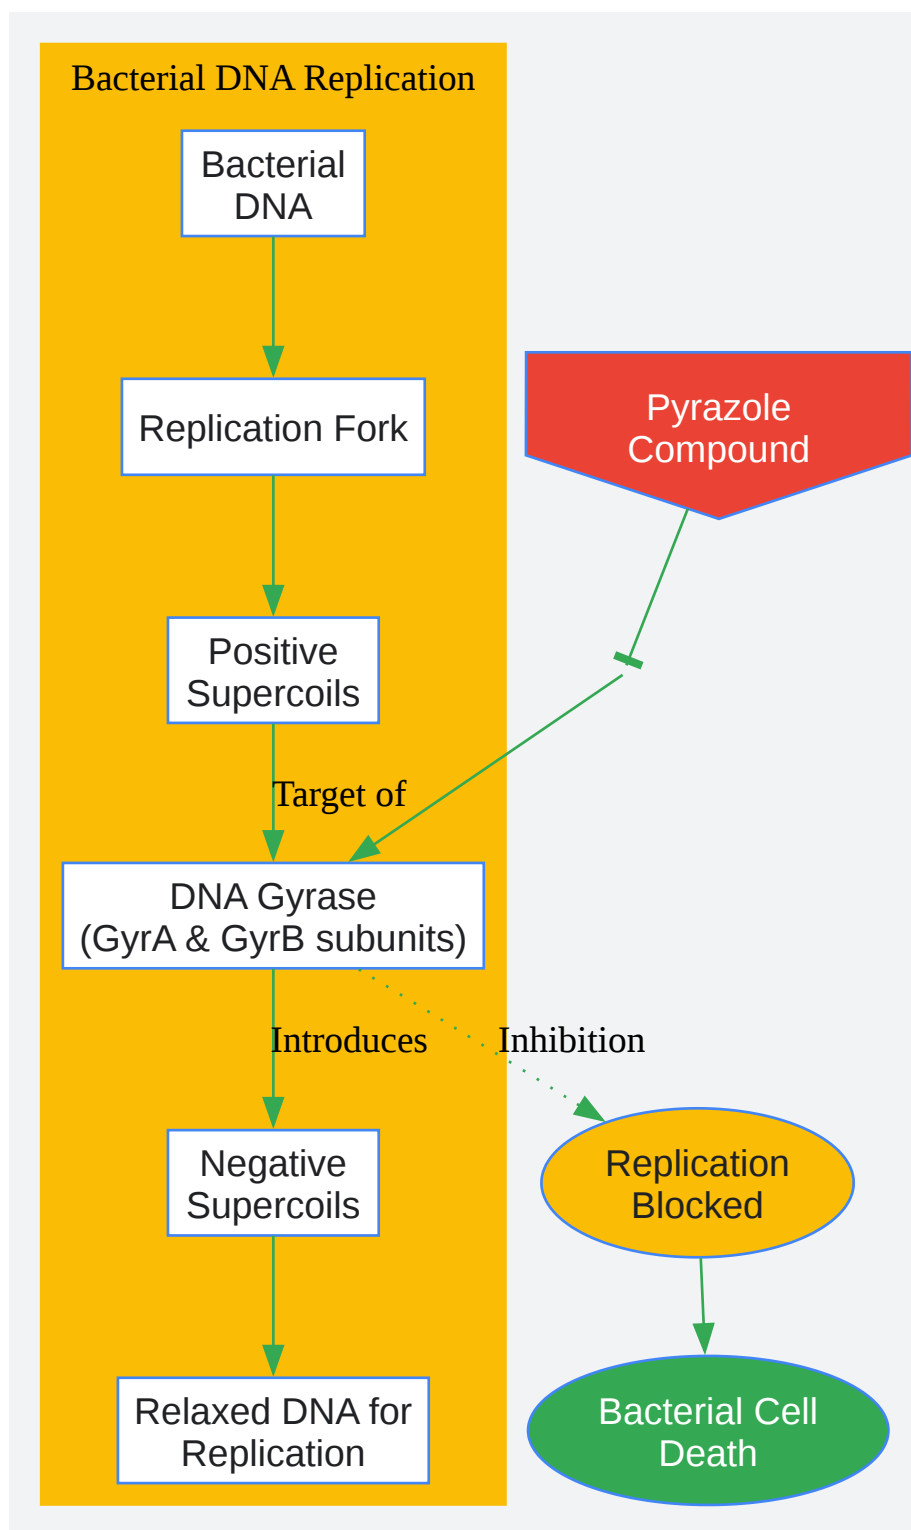 Bacterial DNA Replication
Bacterial
DNA
Replication Fork
Pyrazole
Compound
Positive
Supercoils
Target of
DNA Gyrase
(GyrA & GyrB subunits)
Introduces
Inhibition
Negative
Supercoils
Replication
Blocked
Relaxed DNA for
Replication
Bacterial Cell
Death